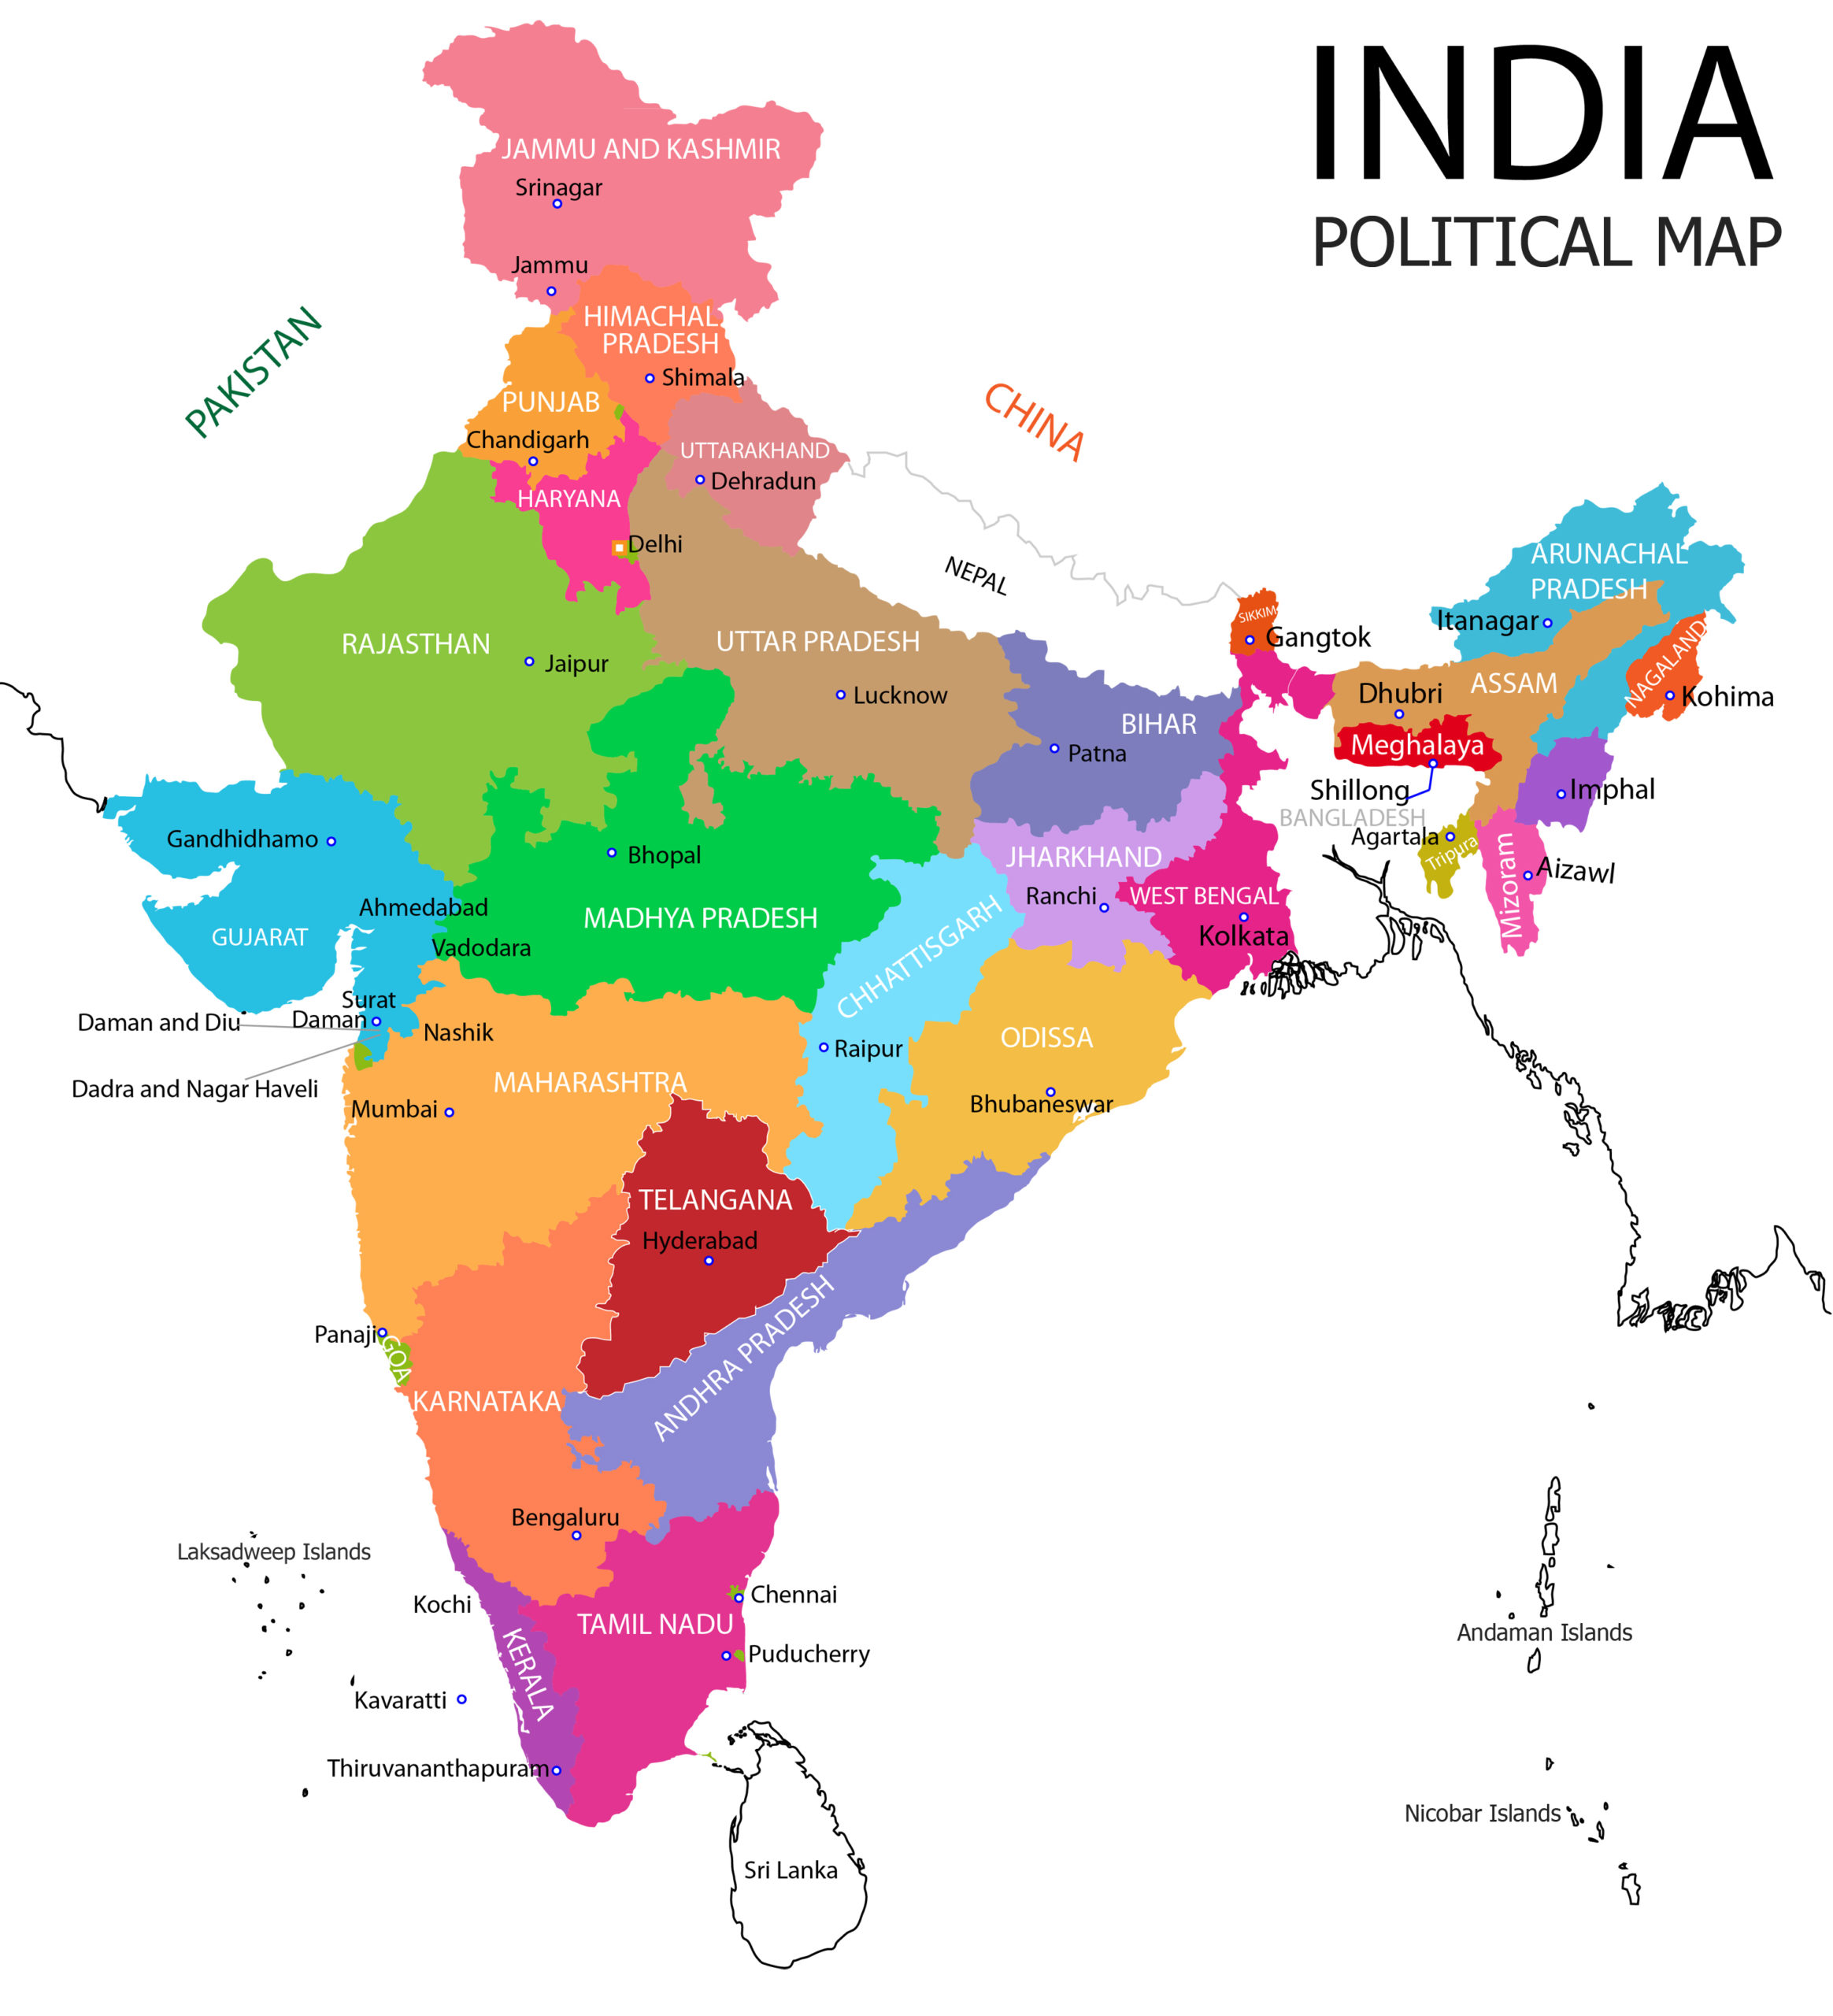 INDIA
POLITICAL MAP
JAMMU AND KASHMIR
Srinagar
Jammu
HIMACHAL
PRADESH
Shimala
PAKISTAN
CHINA
PUNJAB
Chandigarh
UTTARAKHAND
Dehradun
HARYANA
Delhi
NEPAL
ARUNACHAL
PRADESH
Itanagar
SIKKIM
Gangtok
RAJASTHAN
Jaipur
UTTAR PRADESH
Lucknow
BIHAR
Patna
Dhubri
ASSAM
NAGALAND
Kohima
Meghalaya
Shillong
Imphal
BANGLADESH
Agartala
Tripura
Mizoram
Aizawl
Gandhidhamo
Bhopal
JHARKHAND
Ranchi
WEST BENGAL
Kolkata
Ahmedabad
GUJARAT
Vadodara
MADHYA PRADESH
CHHATTISGARH
Surat
Daman and Diu
Daman
Nashik
Raipur
ODISSA
Dadra and Nagar Haveli
MAHARASHTRA
Mumbai
Bhubaneswar
TELANGANA
Hyderabad
Panaji
GOA
ANDHRA PRADESH
KARNATAKA
Bengaluru
Laksadweep Islands
Kochi
Chennai
TAMIL NADU
KERALA
Puducherry
Andaman Islands
Kavaratti
Thiruvananthapuram
Nicobar Islands
Sri Lanka